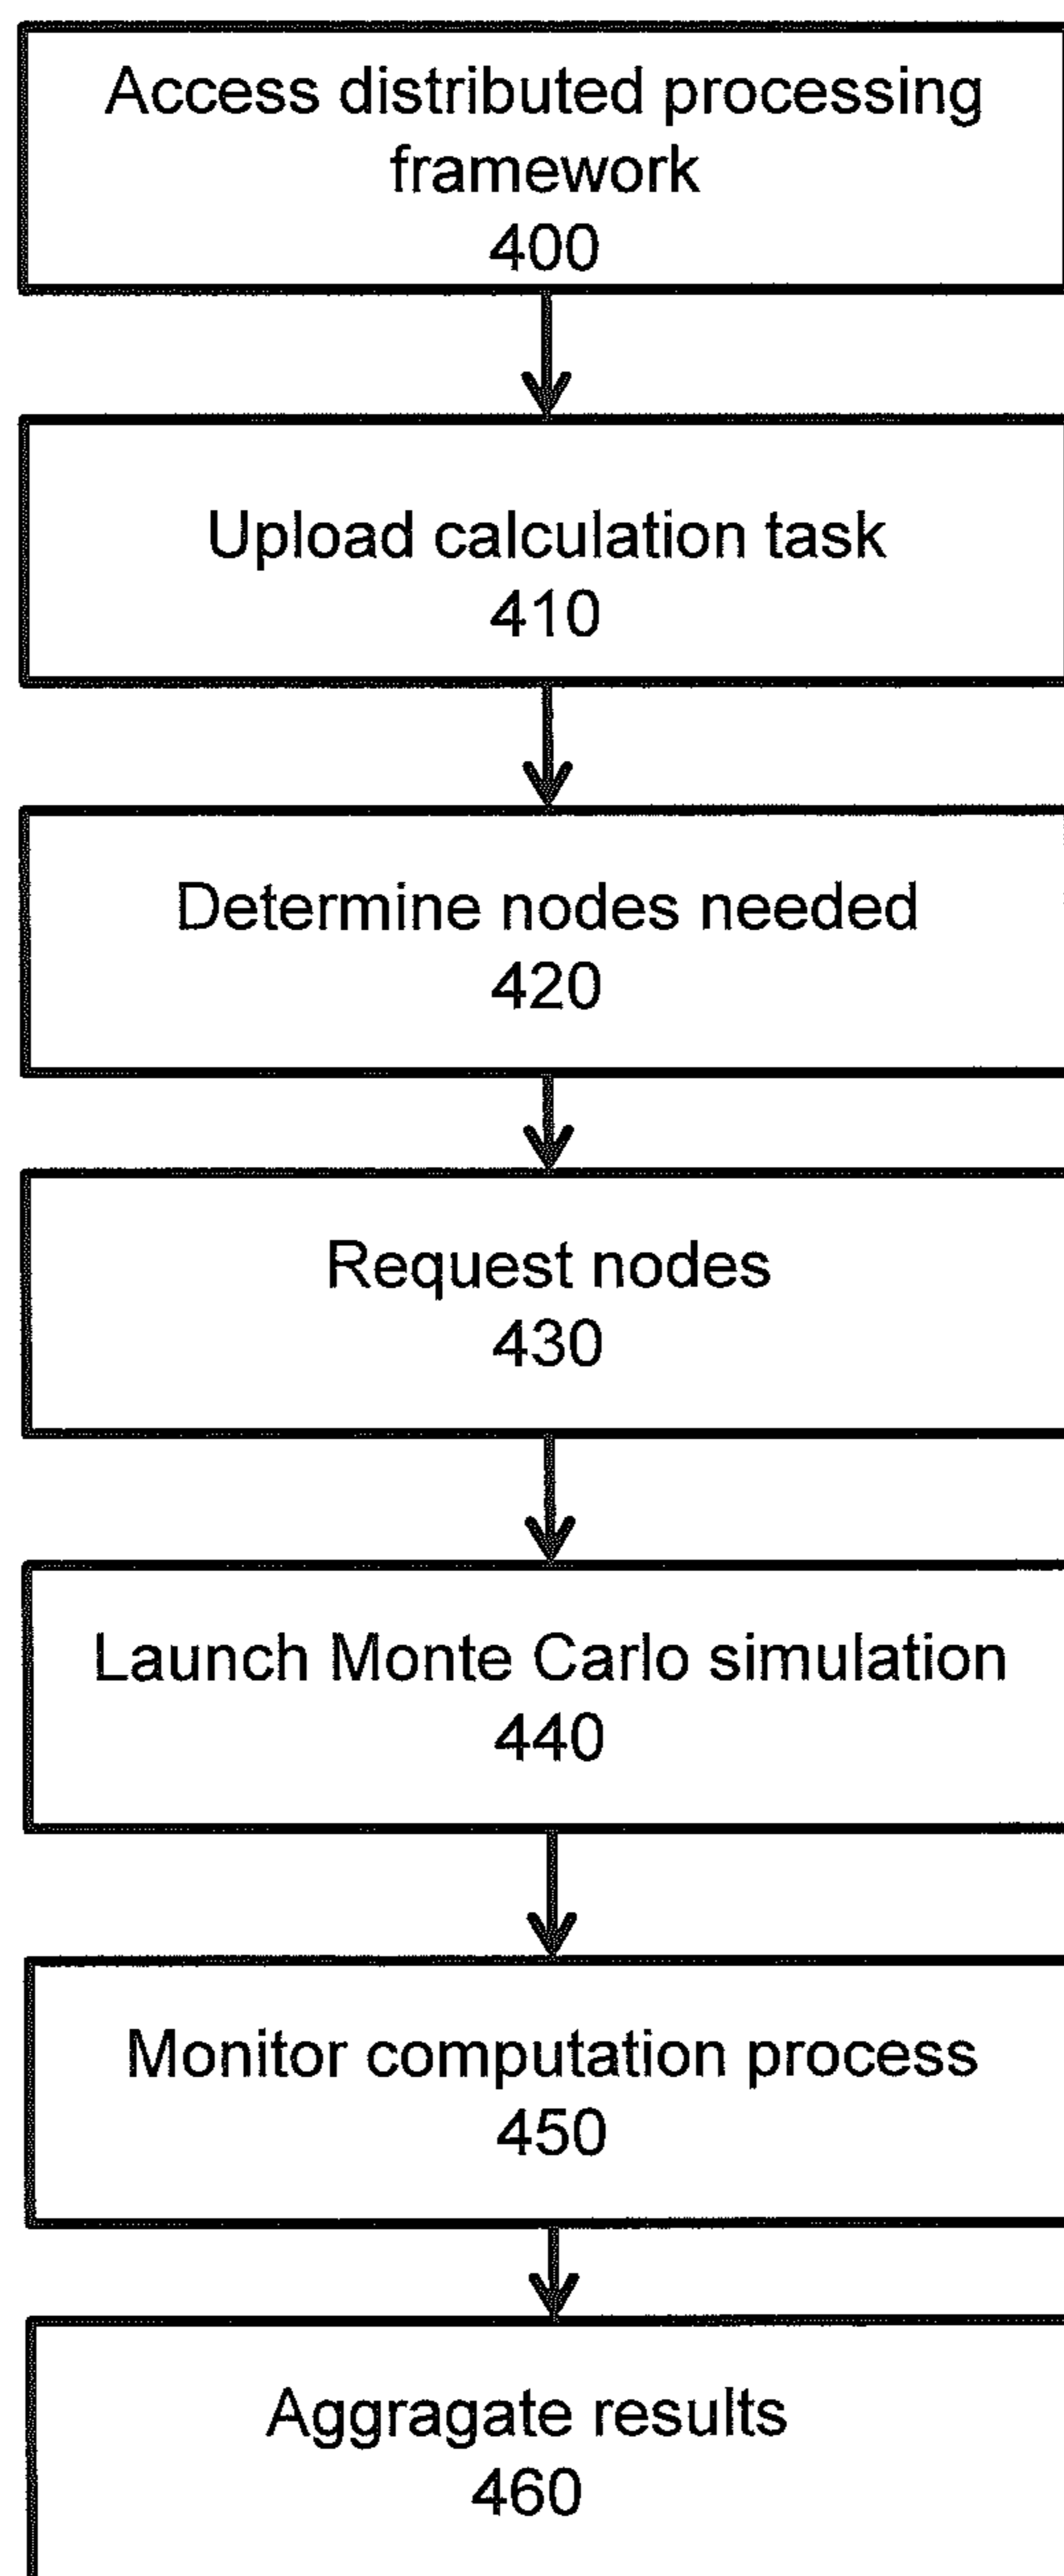 Access distributed processing
framework
400
Upload calculation task
410
Determine nodes needed
420
Request nodes
430
Launch Monte Carlo simulation
440
Monitor computation process
450
Aggragate results
460